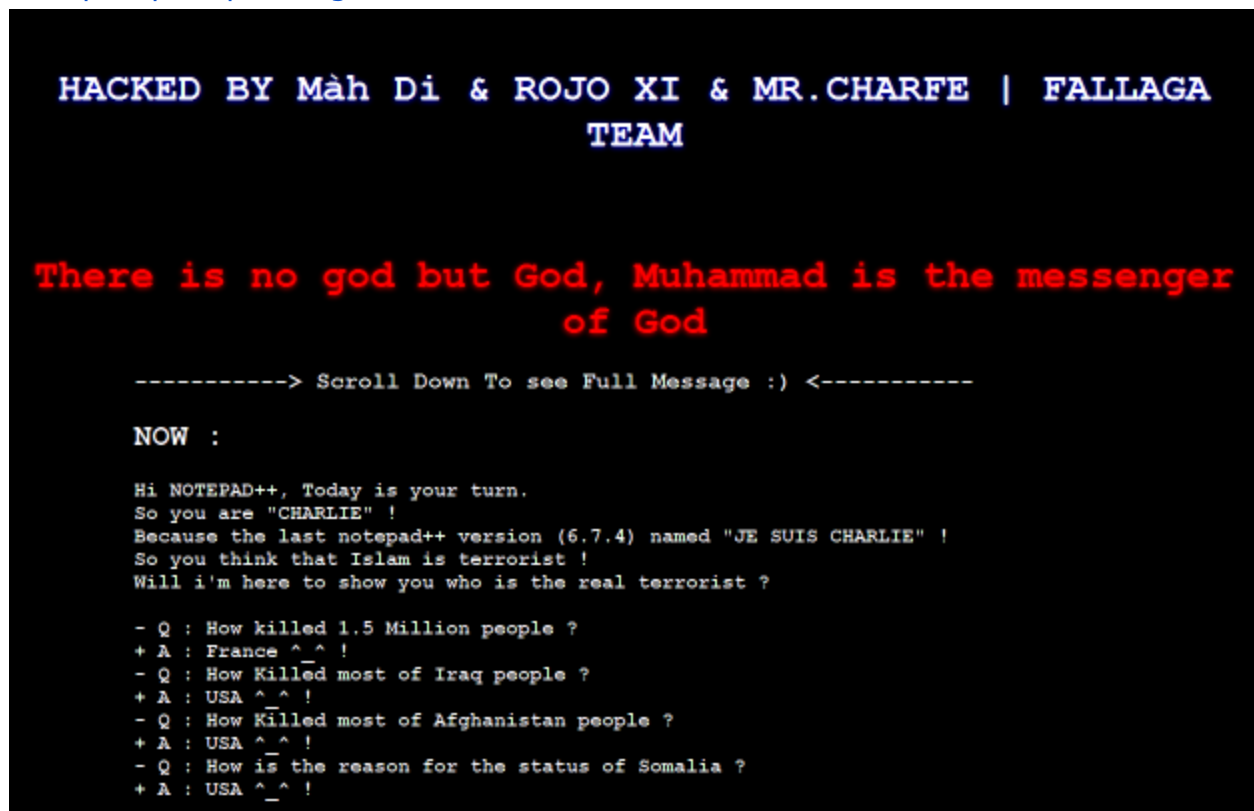 HACKED BY Màh Di & ROJO XI & MR.CHARFE | FALLAGA
TEAM
There is no god but God, Muhammad is the messenger
of God
-----------> Scroll Down To see Full Message :) <-----------
NOW :
Hi NOTEPAD++, Today is your turn.
So you are "CHARLIE" !
Because the last notepad++ version (6.7.4) named "JE SUIS CHARLIE" !
So you think that Islam is terrorist !
Will i'm here to show you who is the real terrorist ?
- Q : How killed 1.5 Million people ?
+ A : France ^_^ !
- Q : How Killed most of Iraq people ?
+ A : USA ^_^ !
- Q : How Killed most of Afghanistan people ?
+ A : USA ^_^ !
- Q : How is the reason for the status of Somalia ?
+ A : USA ^_^ !